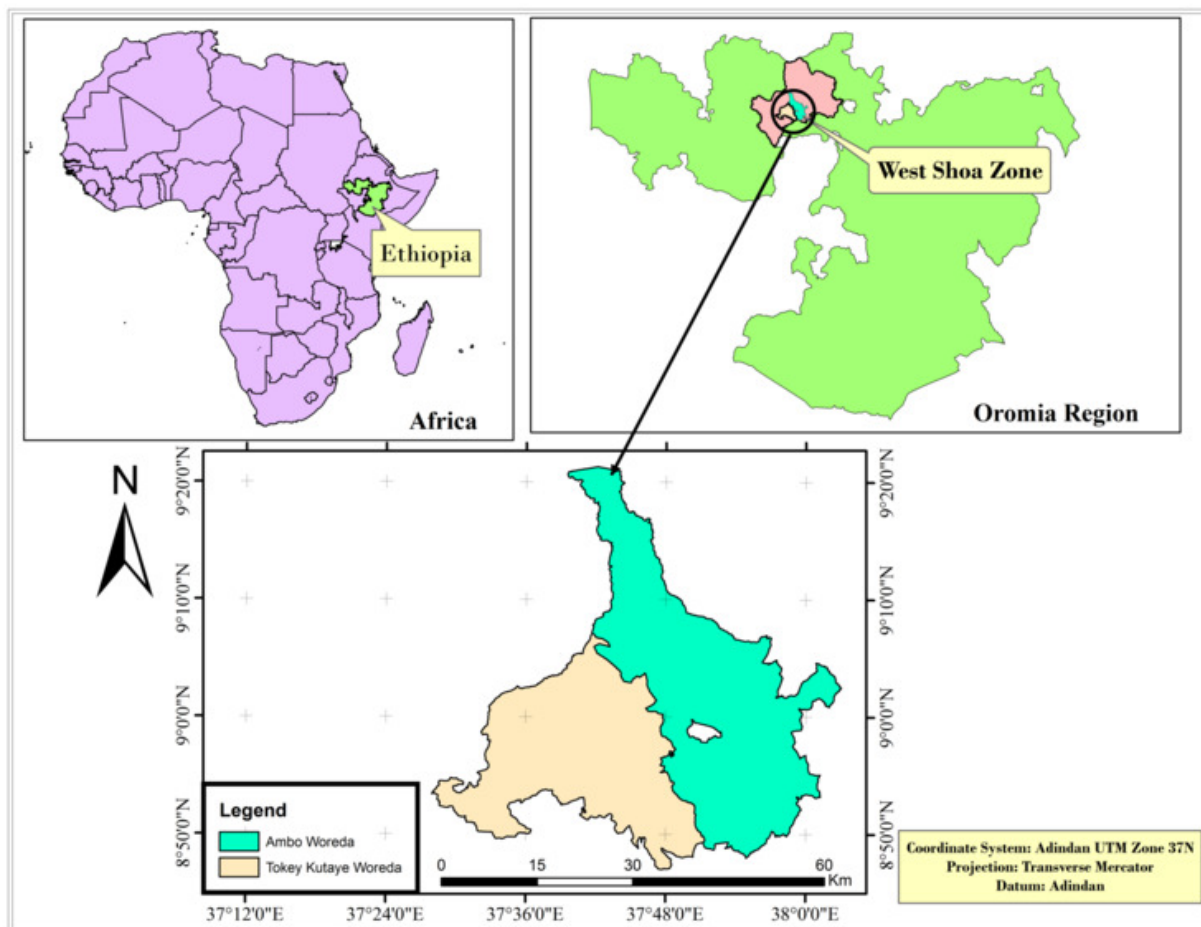 Ethiopia
Africa
West Shoa Zone
Oromia Region
N
9°20'0"N
9°10'0"N
9°0'0"N
8°50'0"N
9°20'0"N
9°10'0"N
9°0'0"N
8°50'0"N
Legend
Ambo Woreda
Tokey Kutaye Woreda
0 15 30 60
Km
37°12'0"E 37°24'0"E 37°36'0"E 37°48'0"E 38°0'0"E
Coordinate System: Adindan UTM Zone 37N
Projection: Transverse Mercator
Datum: Adindan